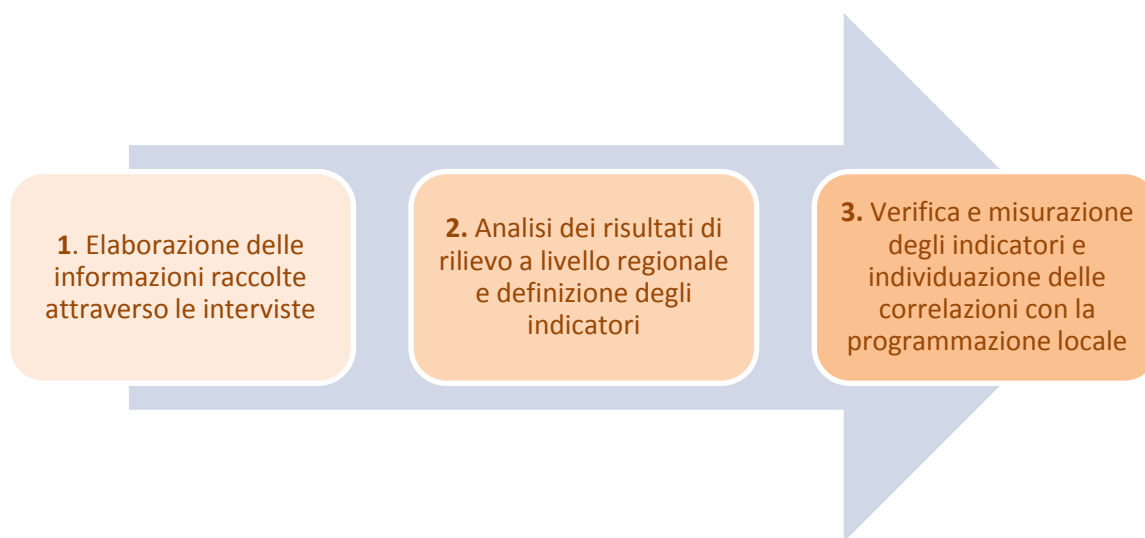 1. Elaborazione delle
informazioni raccolte
attraverso le interviste
2. Analisi dei risultati di
rilievo a livello regionale
e definizione degli
indicatori
3. Verifica e misurazione
degli indicatori e
individuazione delle
correlazioni con la
programmazione locale